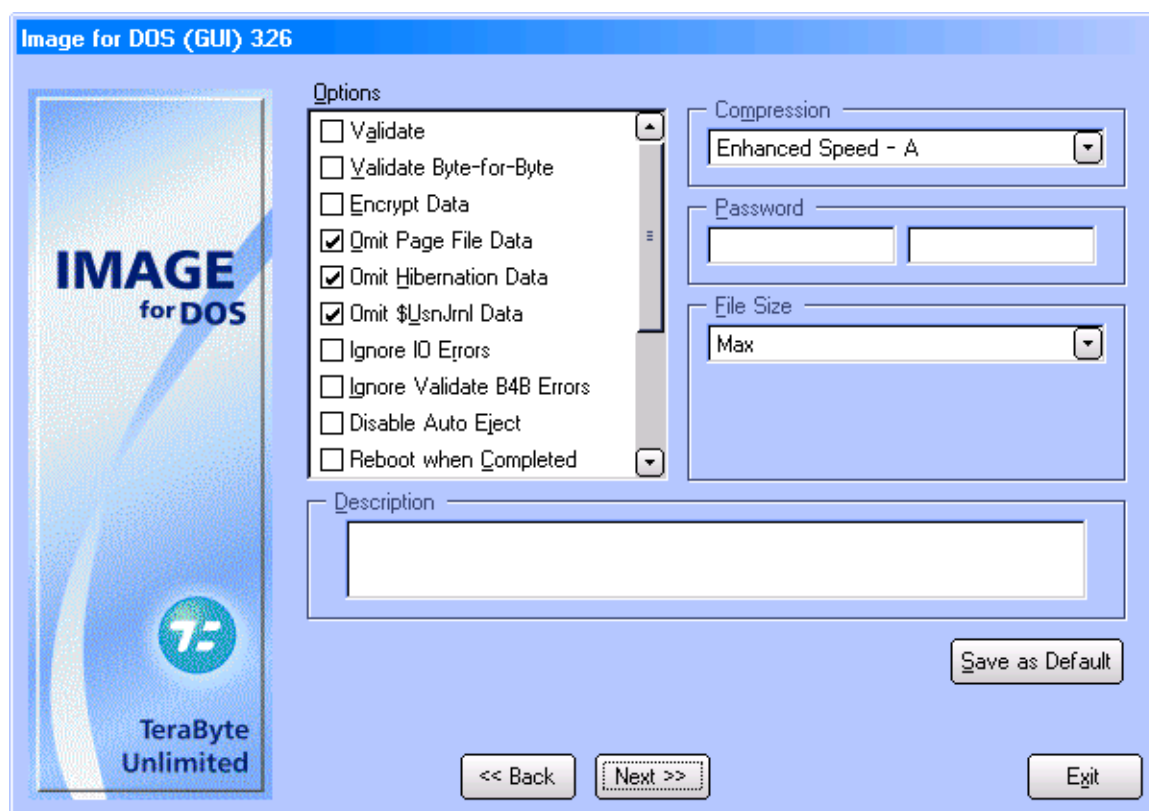 Image for DOS (GUI) 3.26
IMAGE
for DOS
TeraByte
Unlimited
Options
Validate
Validate Byte-for-Byte
Encrypt Data
Omit Page File Data
Omit Hibernation Data
Omit $UsnJrnl Data
Ignore IO Errors
Ignore Validate B4B Errors
Disable Auto Eject
Reboot when Completed
Compression
Enhanced Speed - A
Password
File Size
Max
Description
Save as Default
<< Back
Next >>
Exit